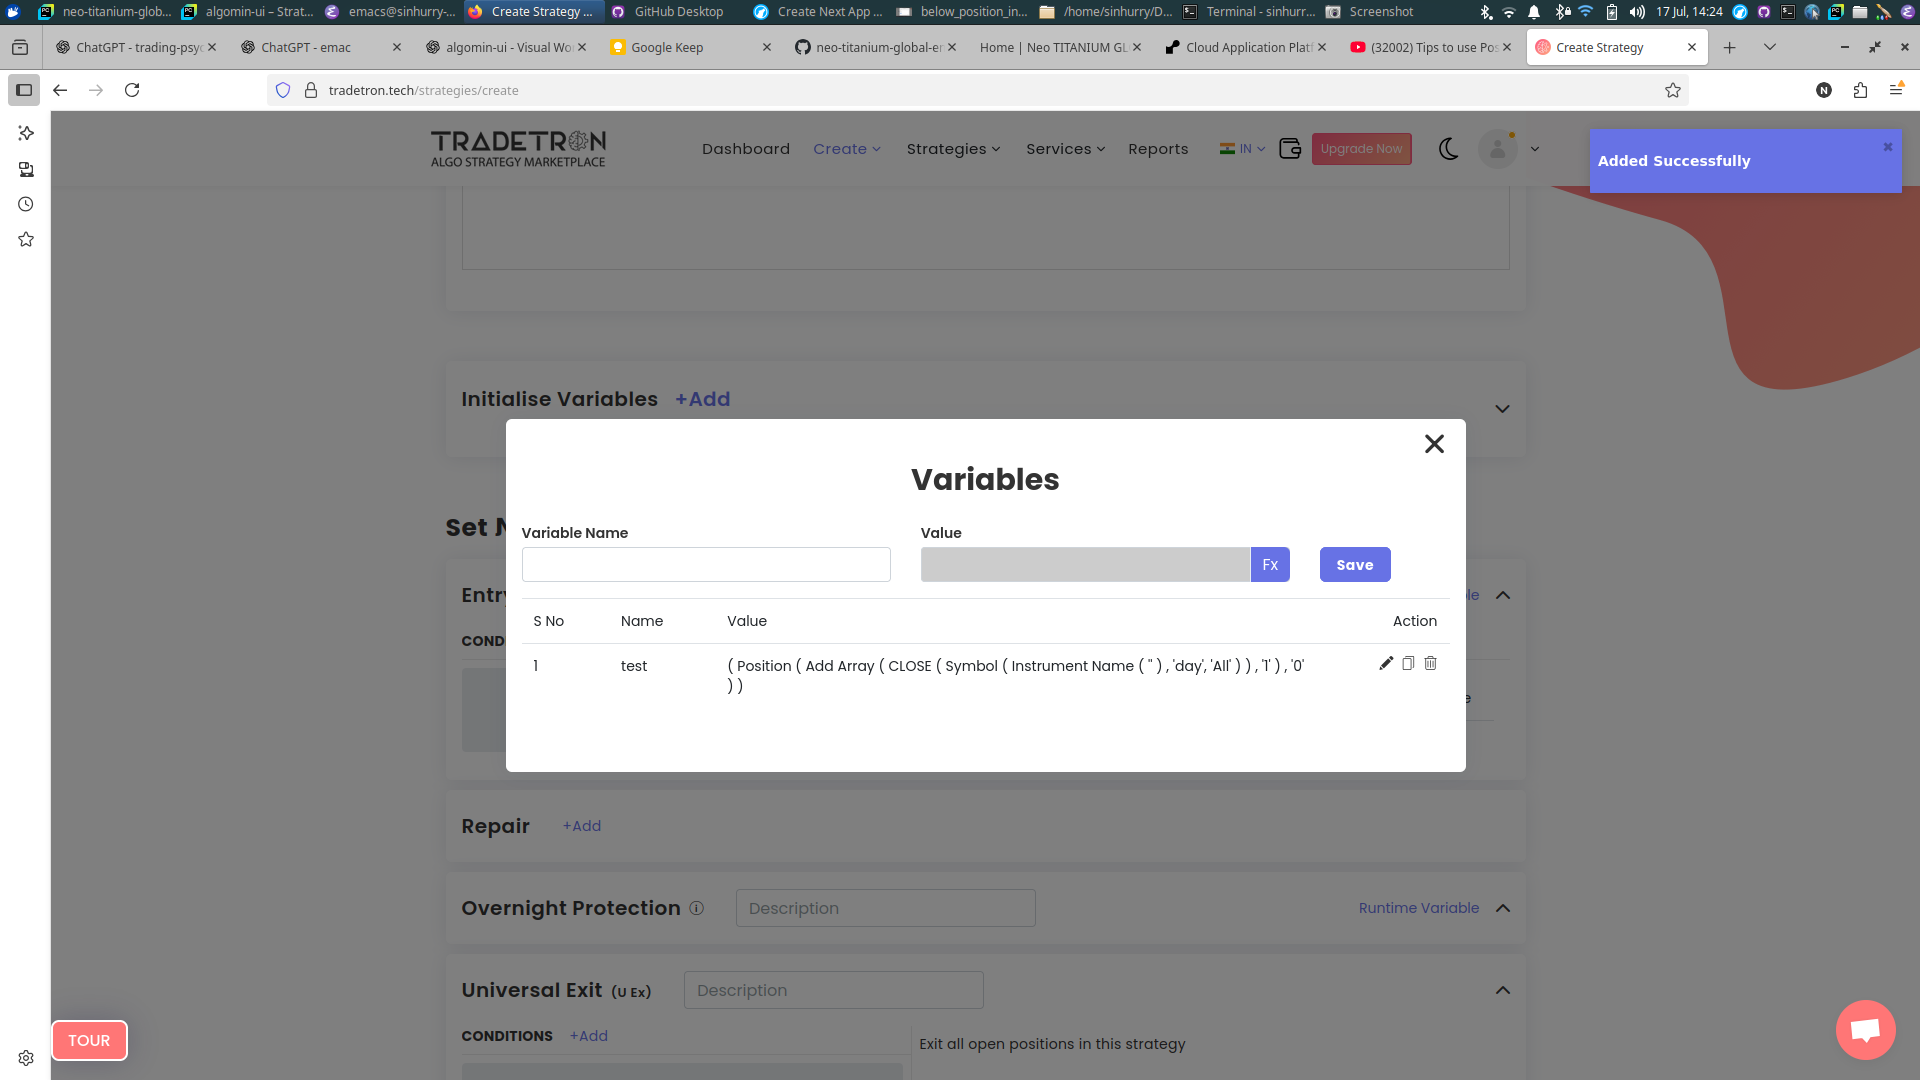 neo-titanium-glob...
algomin-ui – Strat...
emacs@sinhurry-...
Create Strategy ...
GitHub Desktop
Create Next App ...
below_position_in...
/home/sinhurry/D...
Terminal - sinhurr...
Screenshot
17 Jul, 14:24
ChatGPT - trading-psyc
ChatGPT - emac
algomin-ui - Visual Wo
Google Keep
neo-titanium-global-er
Home | Neo TITANIUM GL
Cloud Application Platf
(32002) Tips to use Pos
Create Strategy
tradetron.tech/strategies/create
N
TRADETRON
ALGO STRATEGY MARKETPLACE
Dashboard
Create
Strategies
Services
Reports
IN
Upgrade Now
Added Successfully
Initialise Variables +Add
Variables
Set
Variable Name
Value
Fx
Save
Entry
S No
Name
Value
Action
COND
1
test
( Position ( Add Array ( CLOSE ( Symbol ( Instrument Name ( '' ) , 'day', 'All' ) ) , '1' ) , '0'
) )
Repair
+Add
Overnight Protection
Description
Runtime Variable
Universal Exit (U Ex)
Description
TOUR
CONDITIONS +Add
Exit all open positions in this strategy